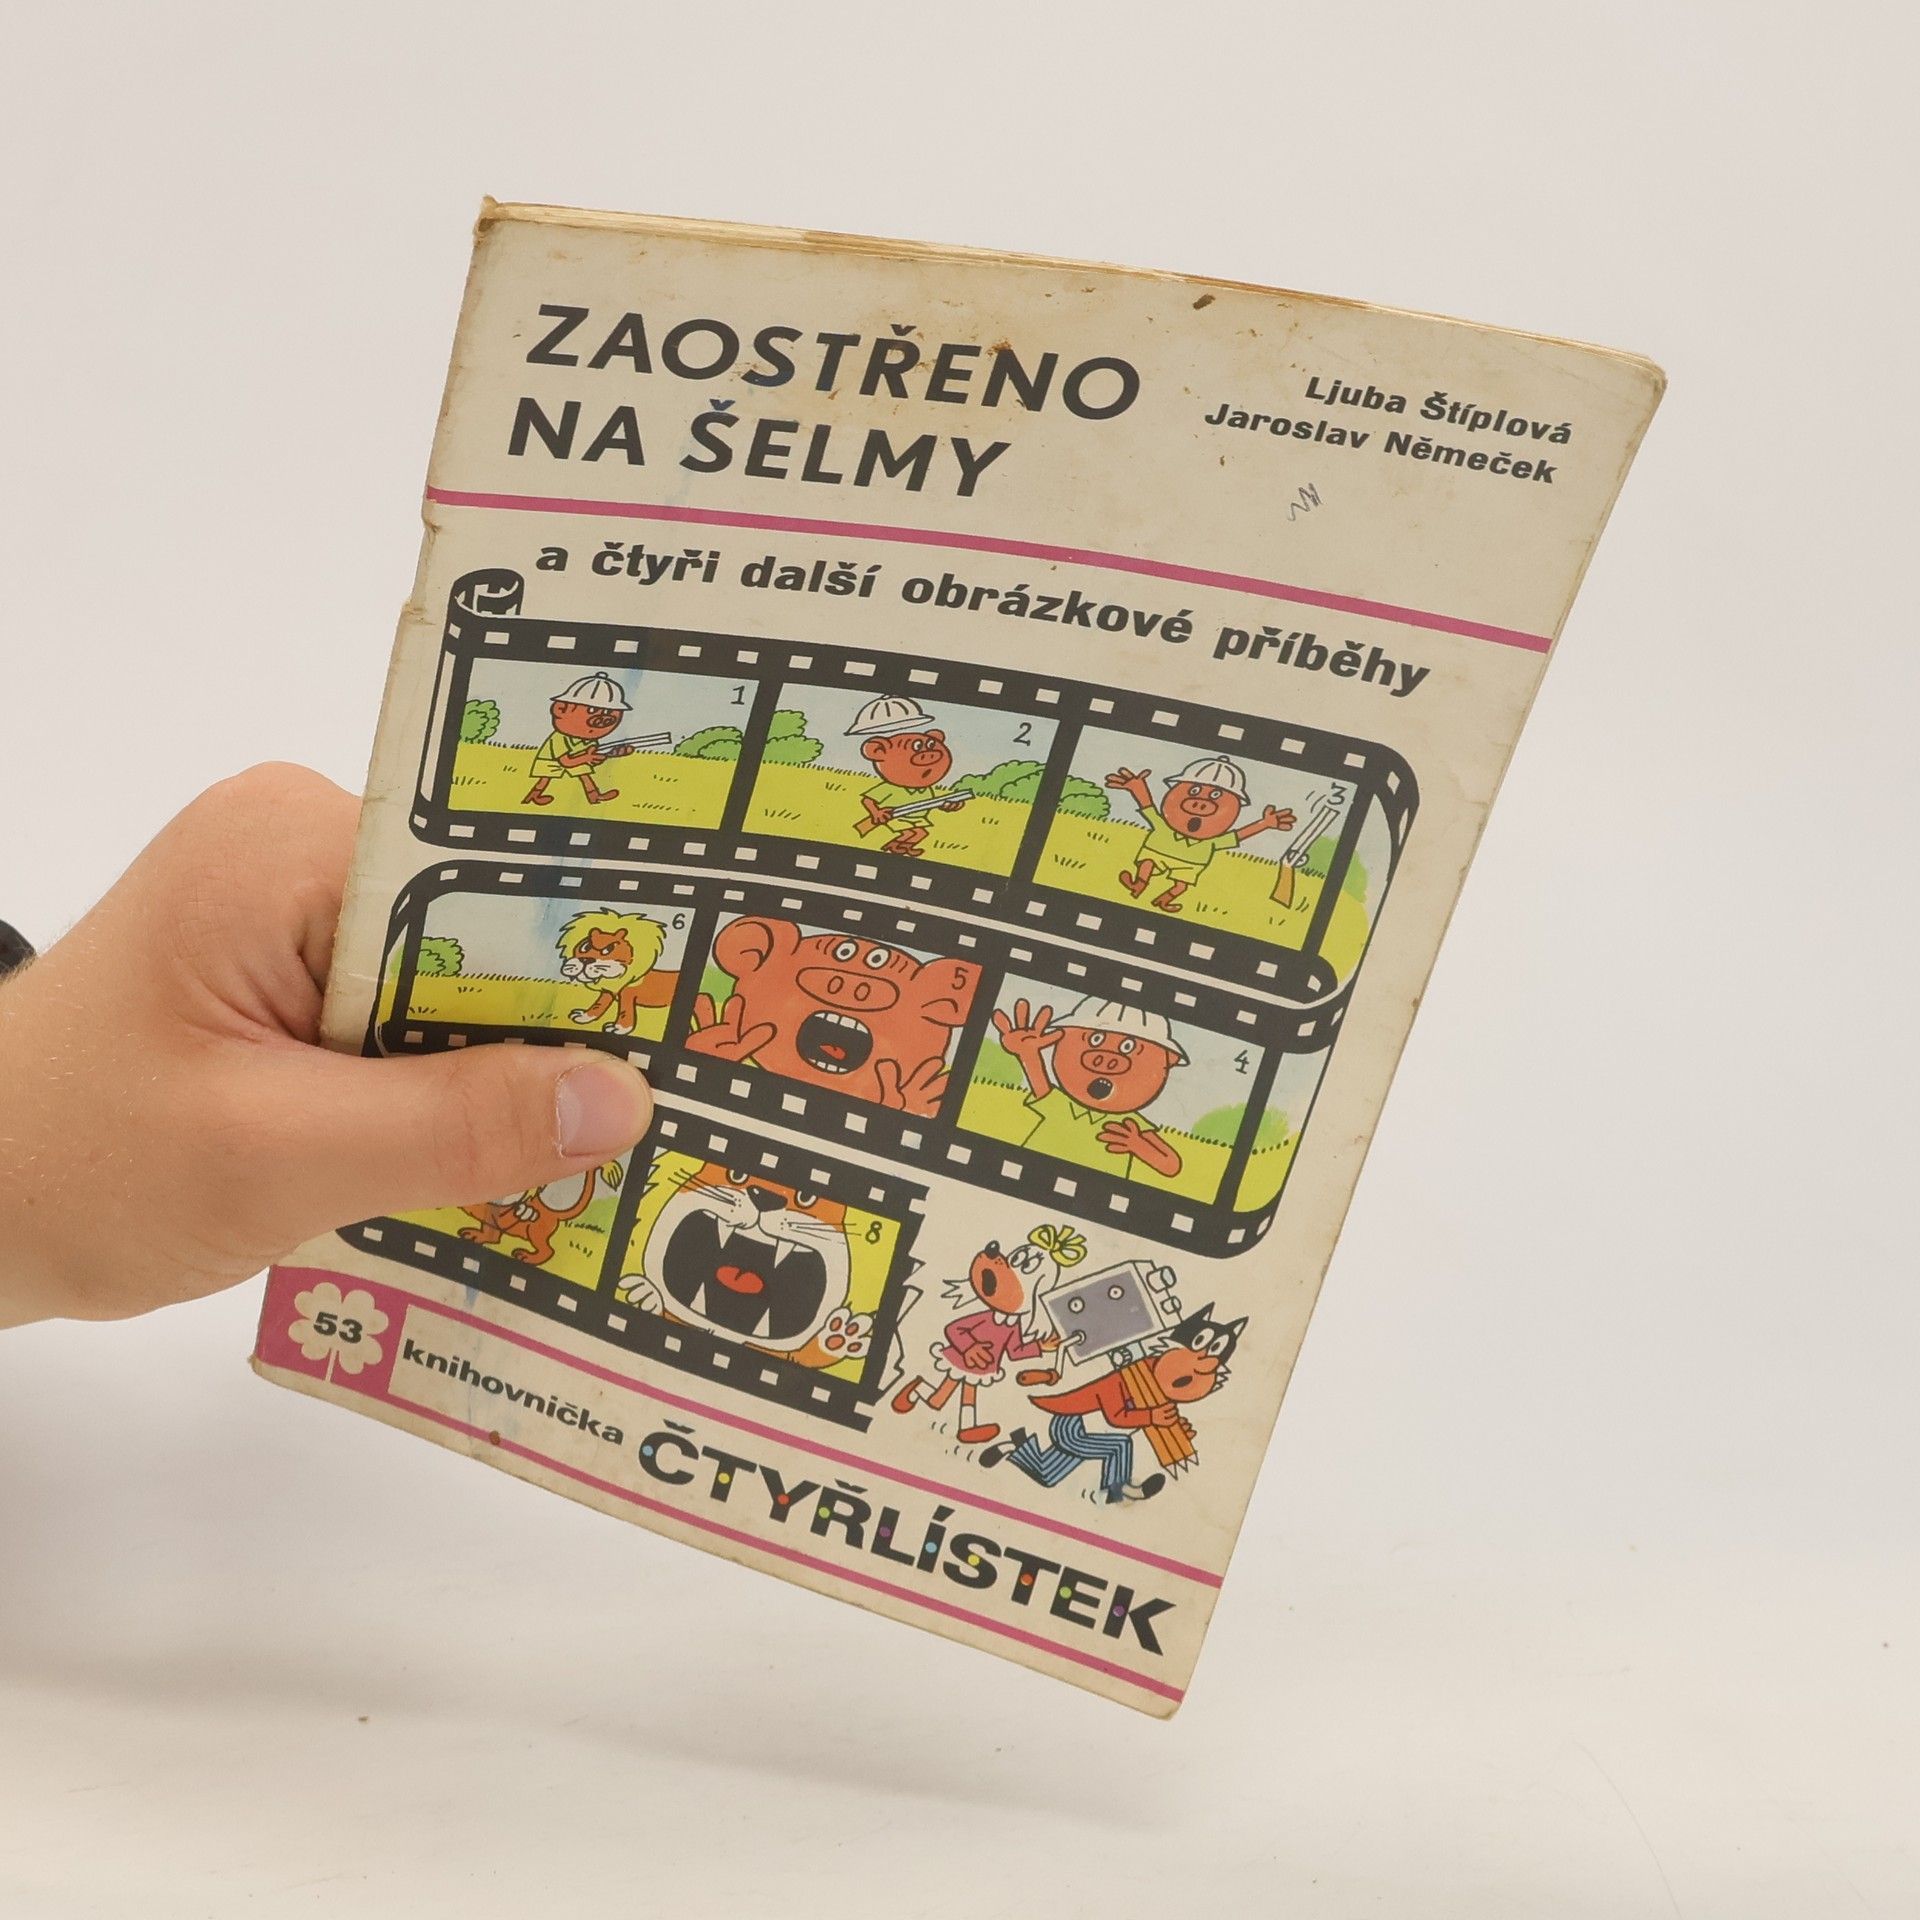 ZAOSTŘENO
NA ŠELMY
Ljuba Štíplová
Jaroslav Němeček
a čtyři další obrázkové příběhy
1
2
3
6
5
4
8
53
knihovnička ČTYŘLÍSTEK